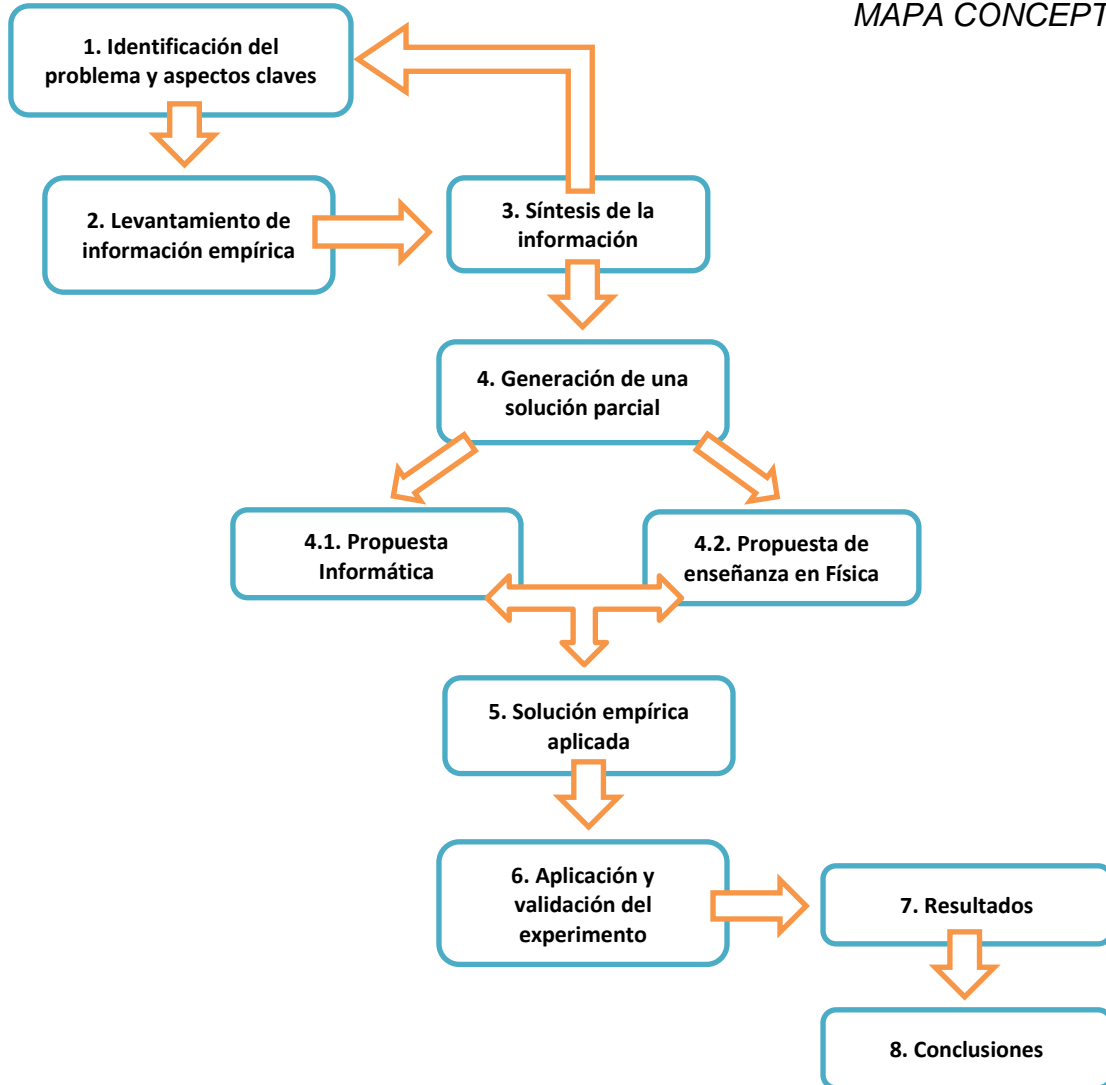 MAPA CONCEPT
1. Identificación del
problema y aspectos claves
2. Levantamiento de
información empírica
3. Síntesis de la
información
4. Generación de una
solución parcial
4.1. Propuesta
Informática
4.2. Propuesta de
enseñanza en Física
5. Solución empírica
aplicada
6. Aplicación y
validación del
experimento
7. Resultados
8. Conclusiones